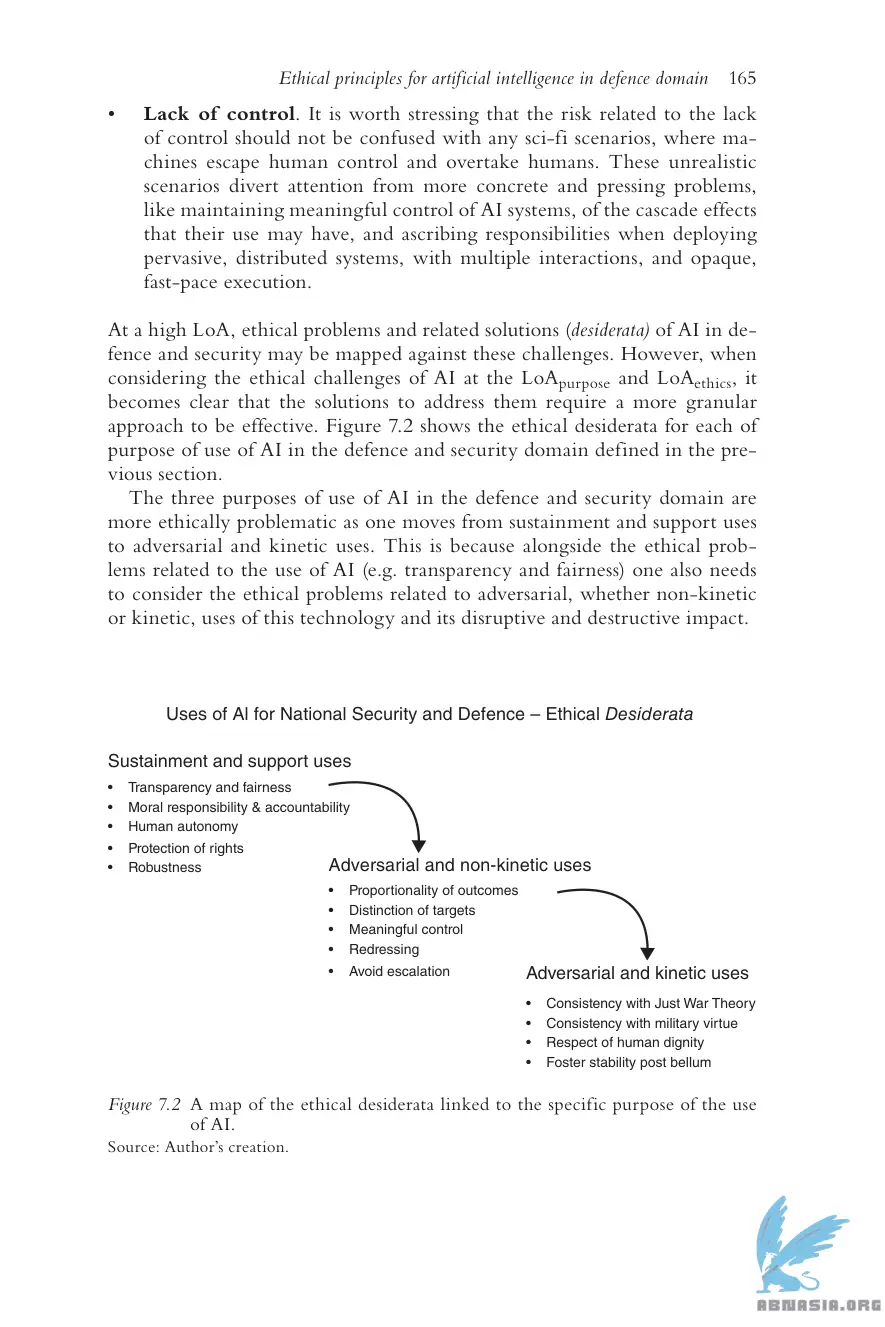 Ethical principles for artificial intelligence in defence domain 165
• Lack of control. It is worth stressing that the risk related to the lack
of control should not be confused with any sci-fi scenarios, where ma-
chines escape human control and overtake humans. These unrealistic
scenarios divert attention from more concrete and pressing problems,
like maintaining meaningful control of AI systems, of the cascade effects
that their use may have, and ascribing responsibilities when deploying
pervasive, distributed systems, with multiple interactions, and opaque,
fast-pace execution.
At a high LoA, ethical problems and related solutions (desiderata) of AI in de-
fence and security may be mapped against these challenges. However, when
considering the ethical challenges of AI at the LoApurpose and LoAethics, it
becomes clear that the solutions to address them require a more granular
approach to be effective. Figure 7.2 shows the ethical desiderata for each of
purpose of use of AI in the defence and security domain defined in the pre-
vious section.
The three purposes of use of AI in the defence and security domain are
more ethically problematic as one moves from sustainment and support uses
to adversarial and kinetic uses. This is because alongside the ethical prob-
lems related to the use of AI (e.g. transparency and fairness) one also needs
to consider the ethical problems related to adversarial, whether non-kinetic
or kinetic, uses of this technology and its disruptive and destructive impact.
Uses of AI for National Security and Defence – Ethical Desiderata
Sustainment and support uses
• Transparency and fairness
• Moral responsibility & accountability
• Human autonomy
• Protection of rights
• Robustness
Adversarial and non-kinetic uses
• Proportionality of outcomes
• Distinction of targets
• Meaningful control
• Redressing
• Avoid escalation
Adversarial and kinetic uses
• Consistency with Just War Theory
• Consistency with military virtue
• Respect of human dignity
• Foster stability post bellum
Figure 7.2 A map of the ethical desiderata linked to the specific purpose of the use
of AI.
Source: Author's creation.
ABNASIA.ORG